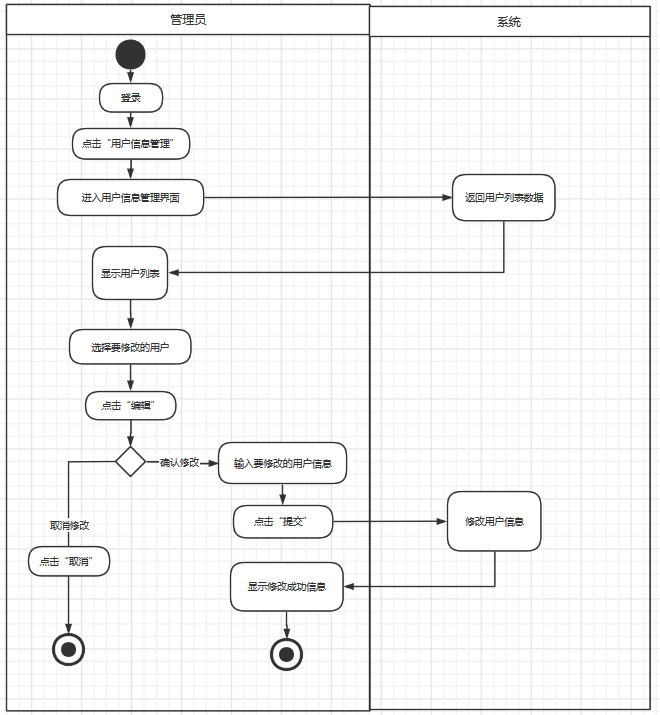 管理员
系统
登录
点击“用户信息管理”
进入用户信息管理界面
返回用户列表数据
显示用户列表
选择要修改的用户
点击“编辑”
确认修改
输入要修改的用户信息
取消修改
点击“提交”
修改用户信息
点击“取消”
显示修改成功信息